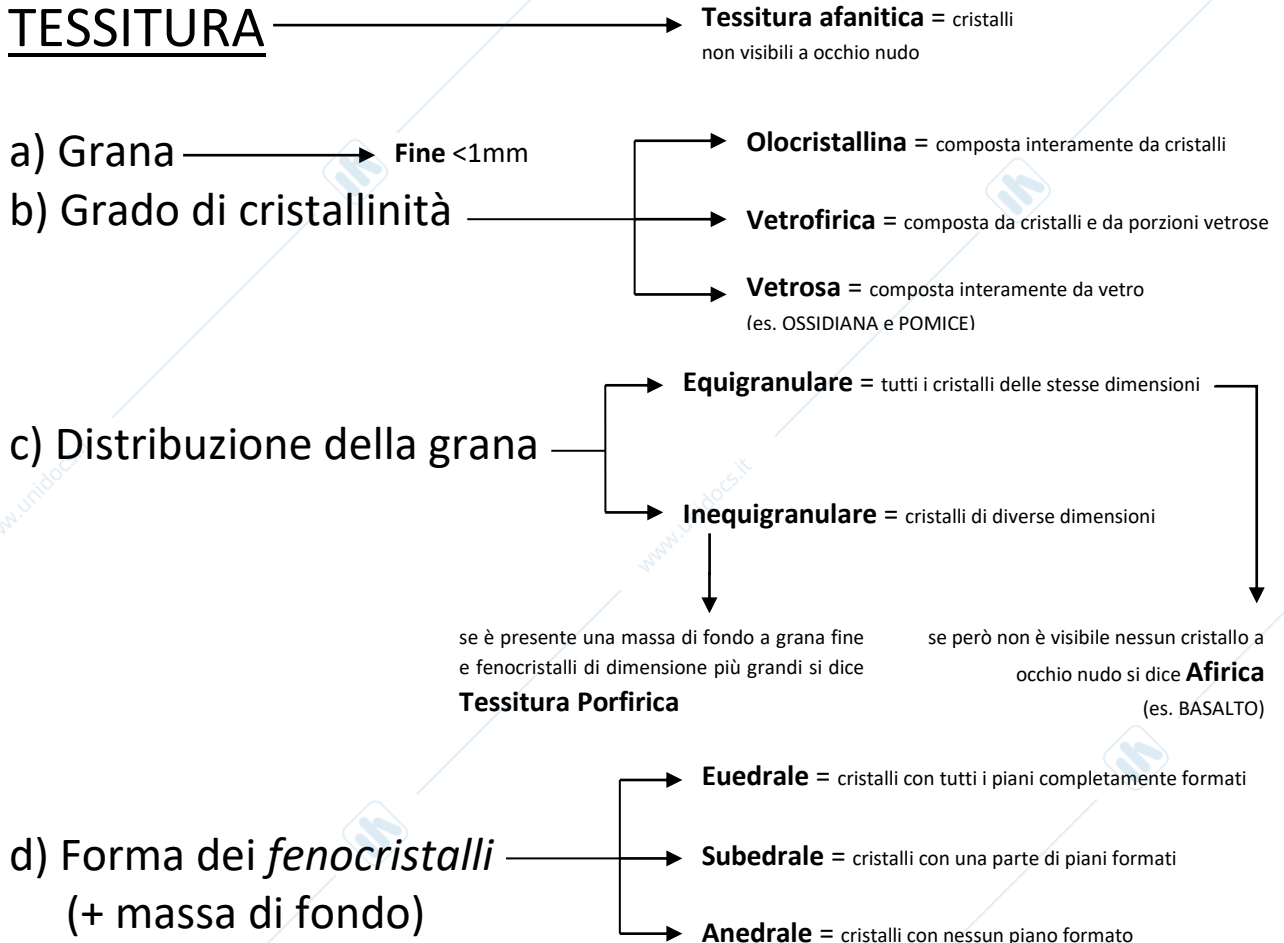 TESSITURA
Tessitura afanitica = cristalli
non visibili a occhio nudo
a) Grana
Fine <1mm
b) Grado di cristallinità
Olocristallina = composta interamente da cristalli
Vetrofirica = composta da cristalli e da porzioni vetrose
Vetrosa = composta interamente da vetro
(es. OSSIDIANA e POMICE)
c) Distribuzione della grana
Equigranulare = tutti i cristalli delle stesse dimensioni
Inequigranulare = cristalli di diverse dimensioni
se è presente una massa di fondo a grana fine
e fenocristalli di dimensione più grandi si dice
Tessitura Porfirica
se però non è visibile nessun cristallo a
occhio nudo si dice Afirica
(es. BASALTO)
d) Forma dei fenocristalli
(+ massa di fondo)
Euedrale = cristalli con tutti i piani completamente formati
Subedrale = cristalli con una parte di piani formati
Anedrale = cristalli con nessun piano formato
www.unidocs.it